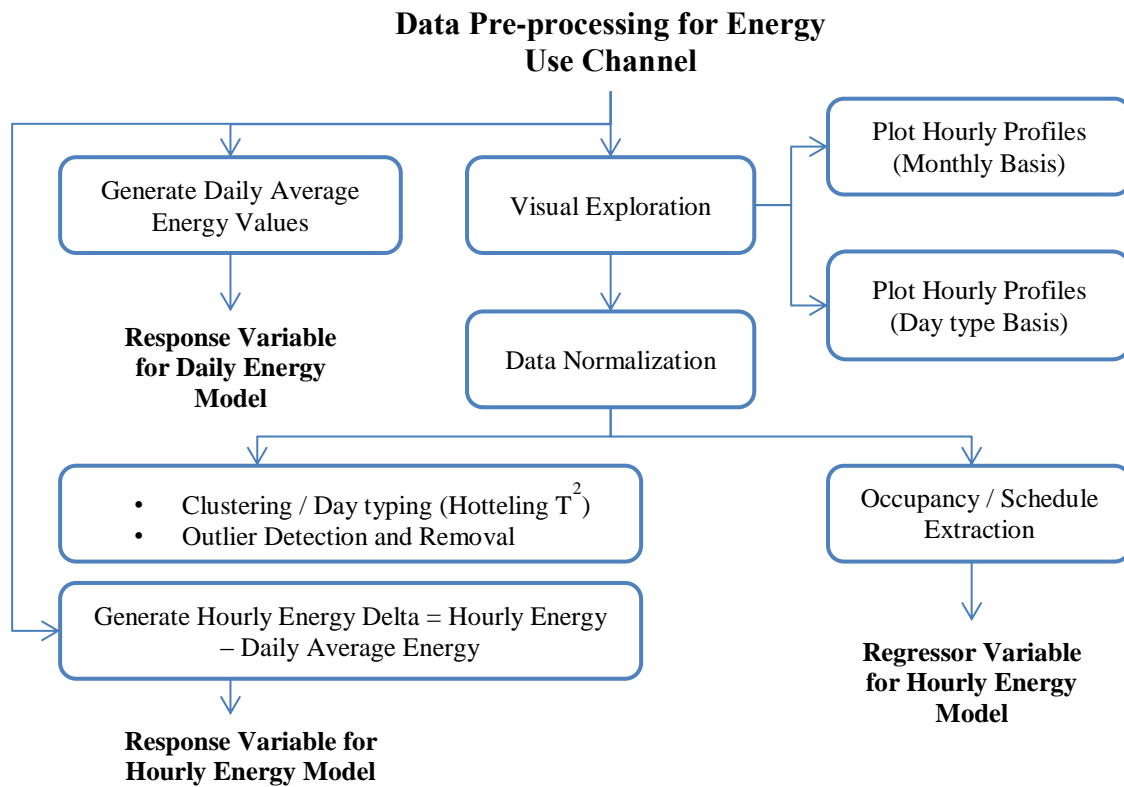 Data Pre-processing for Energy
Use Channel
Generate Daily Average
Energy Values
Visual Exploration
Plot Hourly Profiles
(Monthly Basis)
Plot Hourly Profiles
(Day type Basis)
Response Variable
for Daily Energy
Model
Data Normalization
• Clustering / Day typing (Hotteling T²)
• Outlier Detection and Removal
Occupancy / Schedule
Extraction
Generate Hourly Energy Delta = Hourly Energy
– Daily Average Energy
Regressor Variable
for Hourly Energy
Model
Response Variable for
Hourly Energy Model